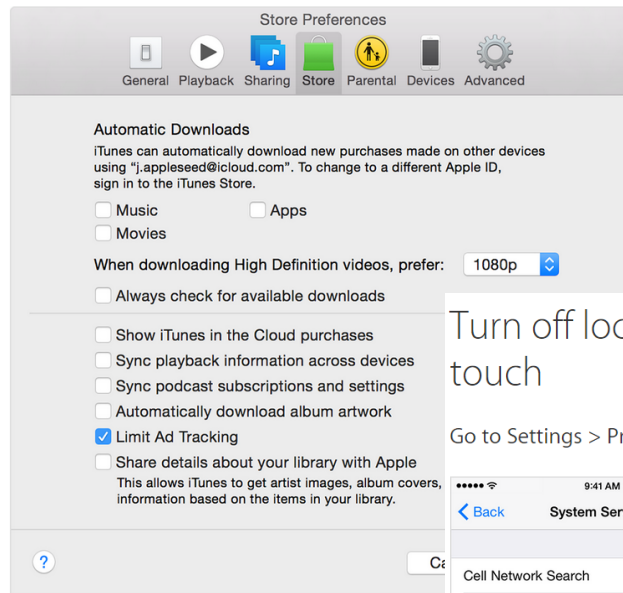 Store Preferences
General Playback Sharing Store Parental Devices Advanced
Automatic Downloads
iTunes can automatically download new purchases made on other devices
using “j.appleseed@icloud.com”. To change to a different Apple ID,
sign in to the iTunes Store.
Music Apps
Movies
When downloading High Definition videos, prefer: 1080p
Always check for available downloads
Show iTunes in the Cloud purchases
Sync playback information across devices
Sync podcast subscriptions and settings
Automatically download album artwork
Limit Ad Tracking
Share details about your library with Apple
This allows iTunes to get artist images, album covers,
information based on the items in your library.
?
Turn off
touch
Go to Settings >
9:41 AM
Back System
Cell Network Search